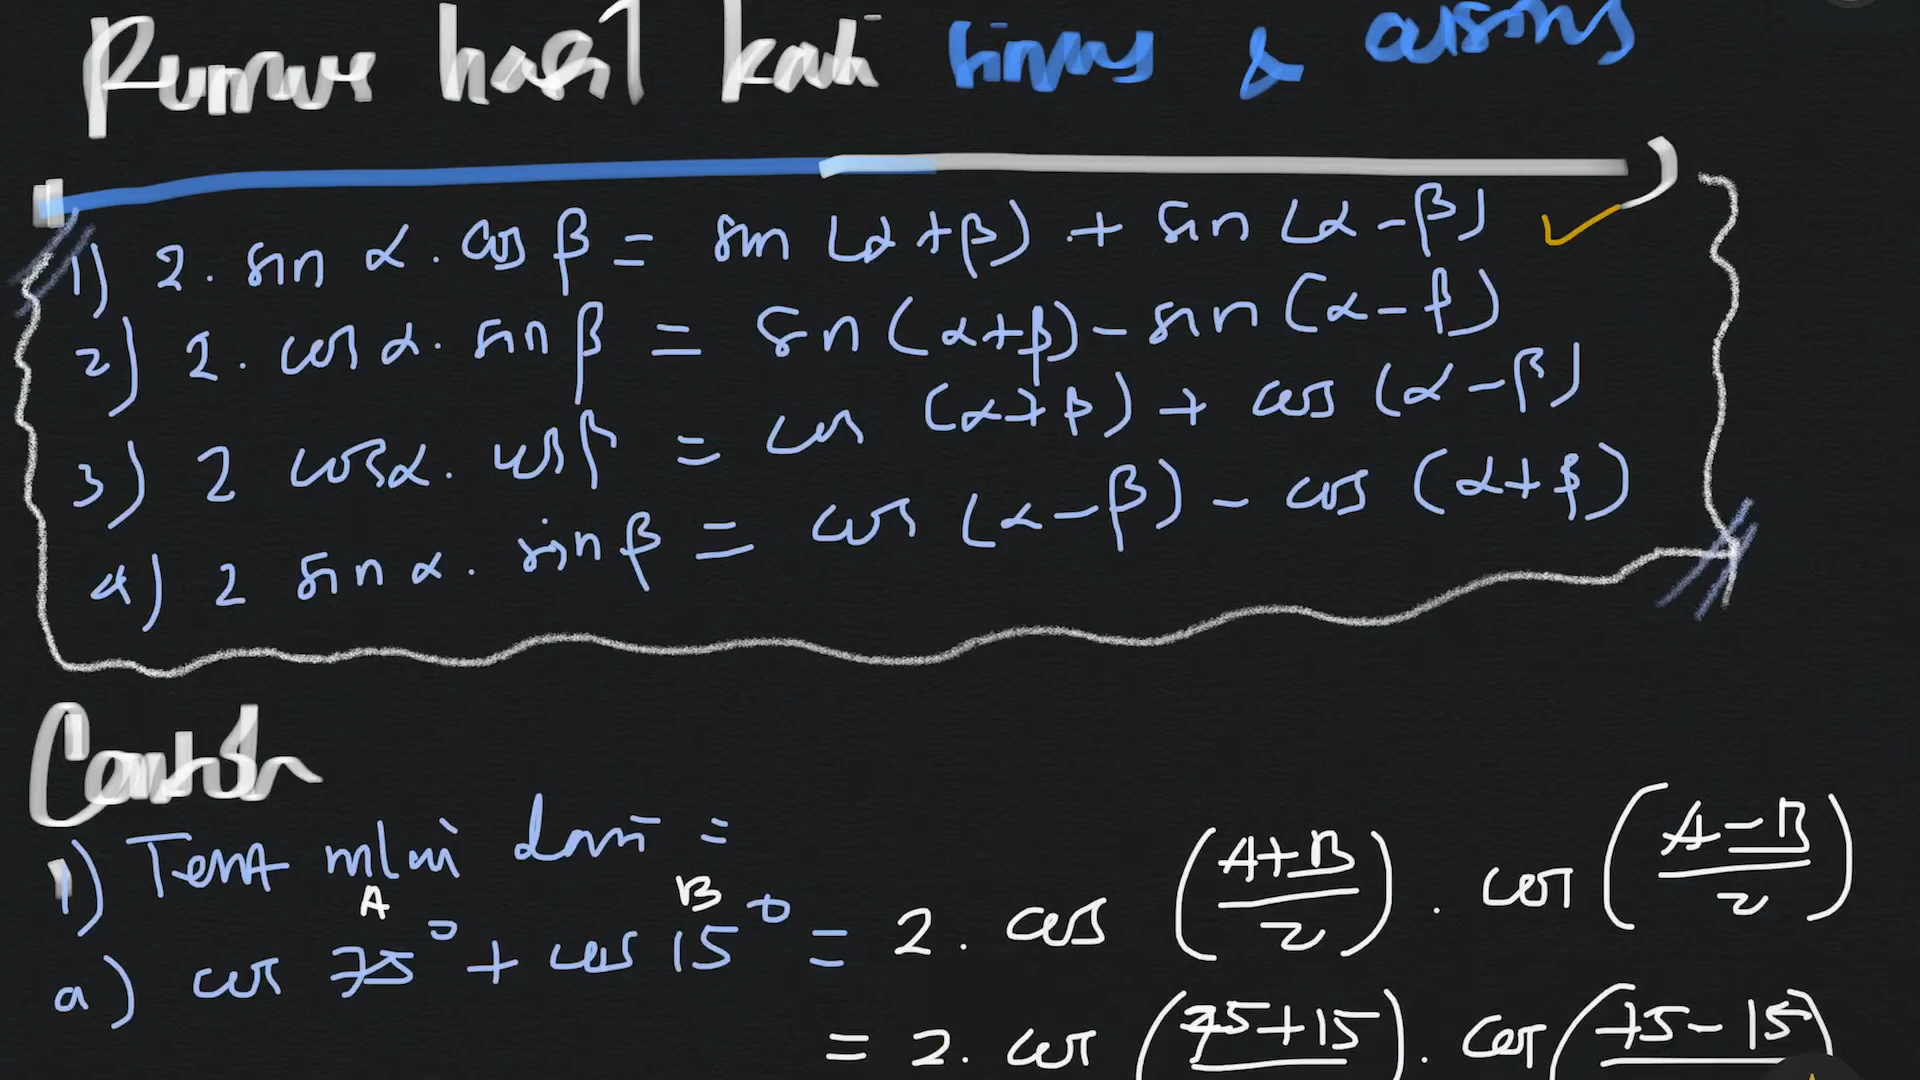 Rumus hasil kali sinus & cosinus
1) 2. sin α. cos β = sin (α+β) + sin (α-β)
2) 2. cos α. sin β = sin (α+β) - sin (α-β)
3) 2 cos α. cos β = cos (α+β) + cos (α-β)
4) 2 sin α. sin β = cos (α-β) - cos (α+β)
Contoh
1) Tent nilai dari =
A B
a) cos 75° + cos 15° = 2. cos (A+B/2). cos (A-B/2)
= 2. cos (75+15). cos (75-15)